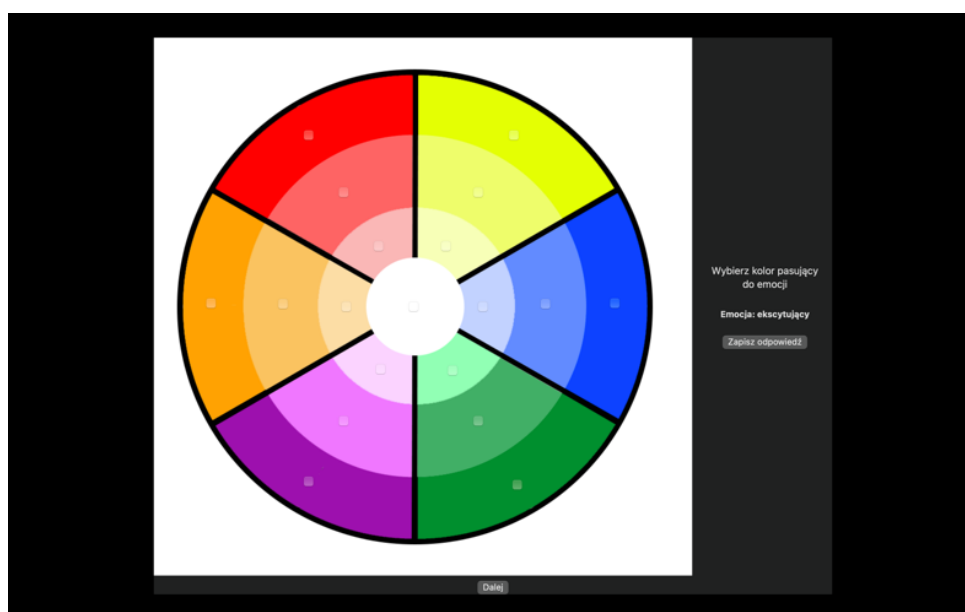 Wybierz kolor pasujący
do emocji
Emocja: ekscytujący
Zapisz odpowiedź
Dalej